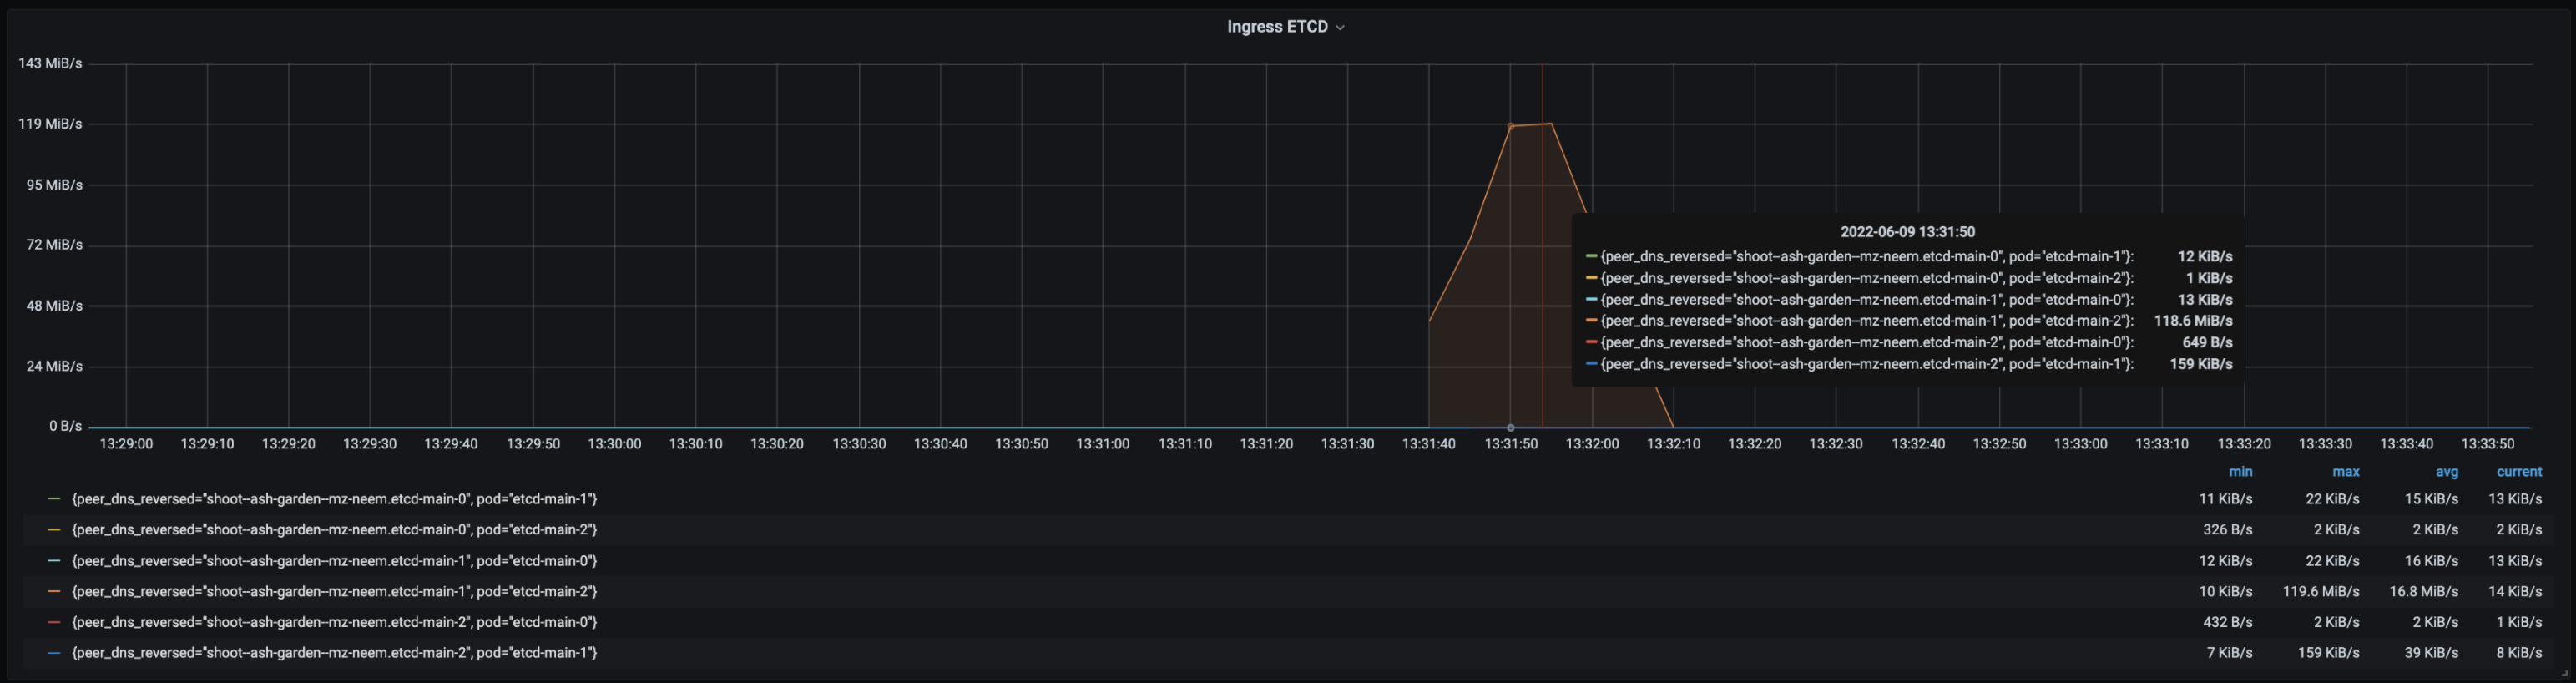 Ingress ETCD
143 MiB/s
119 MiB/s
95 MiB/s
72 MiB/s
48 MiB/s
24 MiB/s
0 B/s
13:29:00 13:29:10 13:29:20 13:29:30 13:29:40 13:29:50 13:30:00 13:30:10 13:30:20 13:30:30 13:30:40 13:30:50 13:31:00 13:31:10 13:31:20 13:31:30 13:31:40 13:31:50 13:32:00 13:32:10 13:32:20 13:32:30 13:32:40 13:32:50 13:33:00 13:33:10 13:33:20 13:33:30 13:33:40 13:33:50
2022-06-09 13:31:50
{peer_dns_reversed="shoot--ash-garden--mz-neem.etcd-main-0", pod="etcd-main-1"}: 12 KiB/s
{peer_dns_reversed="shoot--ash-garden--mz-neem.etcd-main-0", pod="etcd-main-2"}: 1 KiB/s
{peer_dns_reversed="shoot--ash-garden--mz-neem.etcd-main-1", pod="etcd-main-0"}: 13 KiB/s
{peer_dns_reversed="shoot--ash-garden--mz-neem.etcd-main-1", pod="etcd-main-2"}: 118.6 MiB/s
{peer_dns_reversed="shoot--ash-garden--mz-neem.etcd-main-2", pod="etcd-main-0"}: 649 B/s
{peer_dns_reversed="shoot--ash-garden--mz-neem.etcd-main-2", pod="etcd-main-1"}: 159 KiB/s
min max avg current
{peer_dns_reversed="shoot--ash-garden--mz-neem.etcd-main-0", pod="etcd-main-1"} 11 KiB/s 22 KiB/s 15 KiB/s 13 KiB/s
{peer_dns_reversed="shoot--ash-garden--mz-neem.etcd-main-0", pod="etcd-main-2"} 326 B/s 2 KiB/s 2 KiB/s 2 KiB/s
{peer_dns_reversed="shoot--ash-garden--mz-neem.etcd-main-1", pod="etcd-main-0"} 12 KiB/s 22 KiB/s 16 KiB/s 13 KiB/s
{peer_dns_reversed="shoot--ash-garden--mz-neem.etcd-main-1", pod="etcd-main-2"} 10 KiB/s 119.6 MiB/s 16.8 MiB/s 14 KiB/s
{peer_dns_reversed="shoot--ash-garden--mz-neem.etcd-main-2", pod="etcd-main-0"} 432 B/s 2 KiB/s 2 KiB/s 1 KiB/s
{peer_dns_reversed="shoot--ash-garden--mz-neem.etcd-main-2", pod="etcd-main-1"} 7 KiB/s 159 KiB/s 39 KiB/s 8 KiB/s